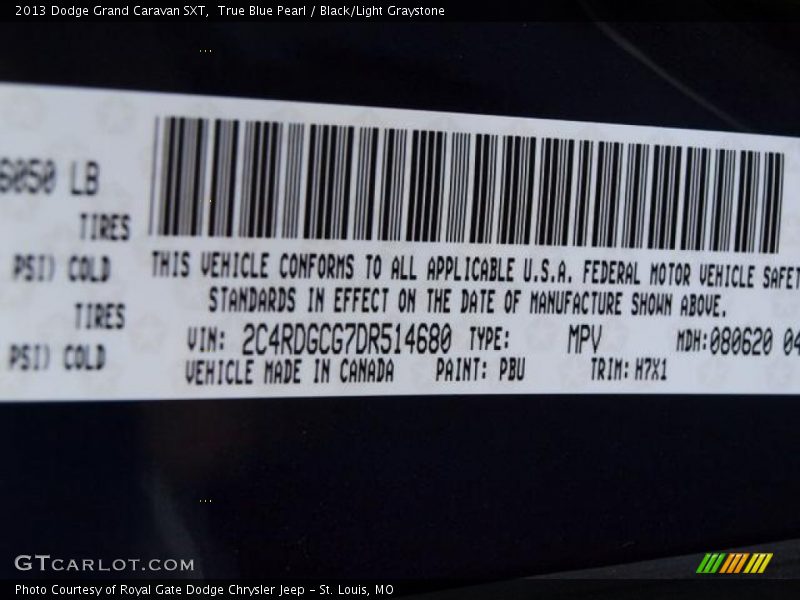 2013 Dodge Grand Caravan SXT,  True Blue Pearl / Black/Light Graystone
6050 LB
TIRES
PSI) COLD
TIRES
PSI) COLD
THIS VEHICLE CONFORMS TO ALL APPLICABLE U.S.A. FEDERAL MOTOR VEHICLE SAFET
STANDARDS IN EFFECT ON THE DATE OF MANUFACTURE SHOWN ABOVE.
VIN: 2C4RDGCG7DR514680 TYPE: MPV MDH:080620 04
VEHICLE MADE IN CANADA PAINT: PBU TRIM: H7X1
GTCARLOT.COM
Photo Courtesy of Royal Gate Dodge Chrysler Jeep – St. Louis, MO